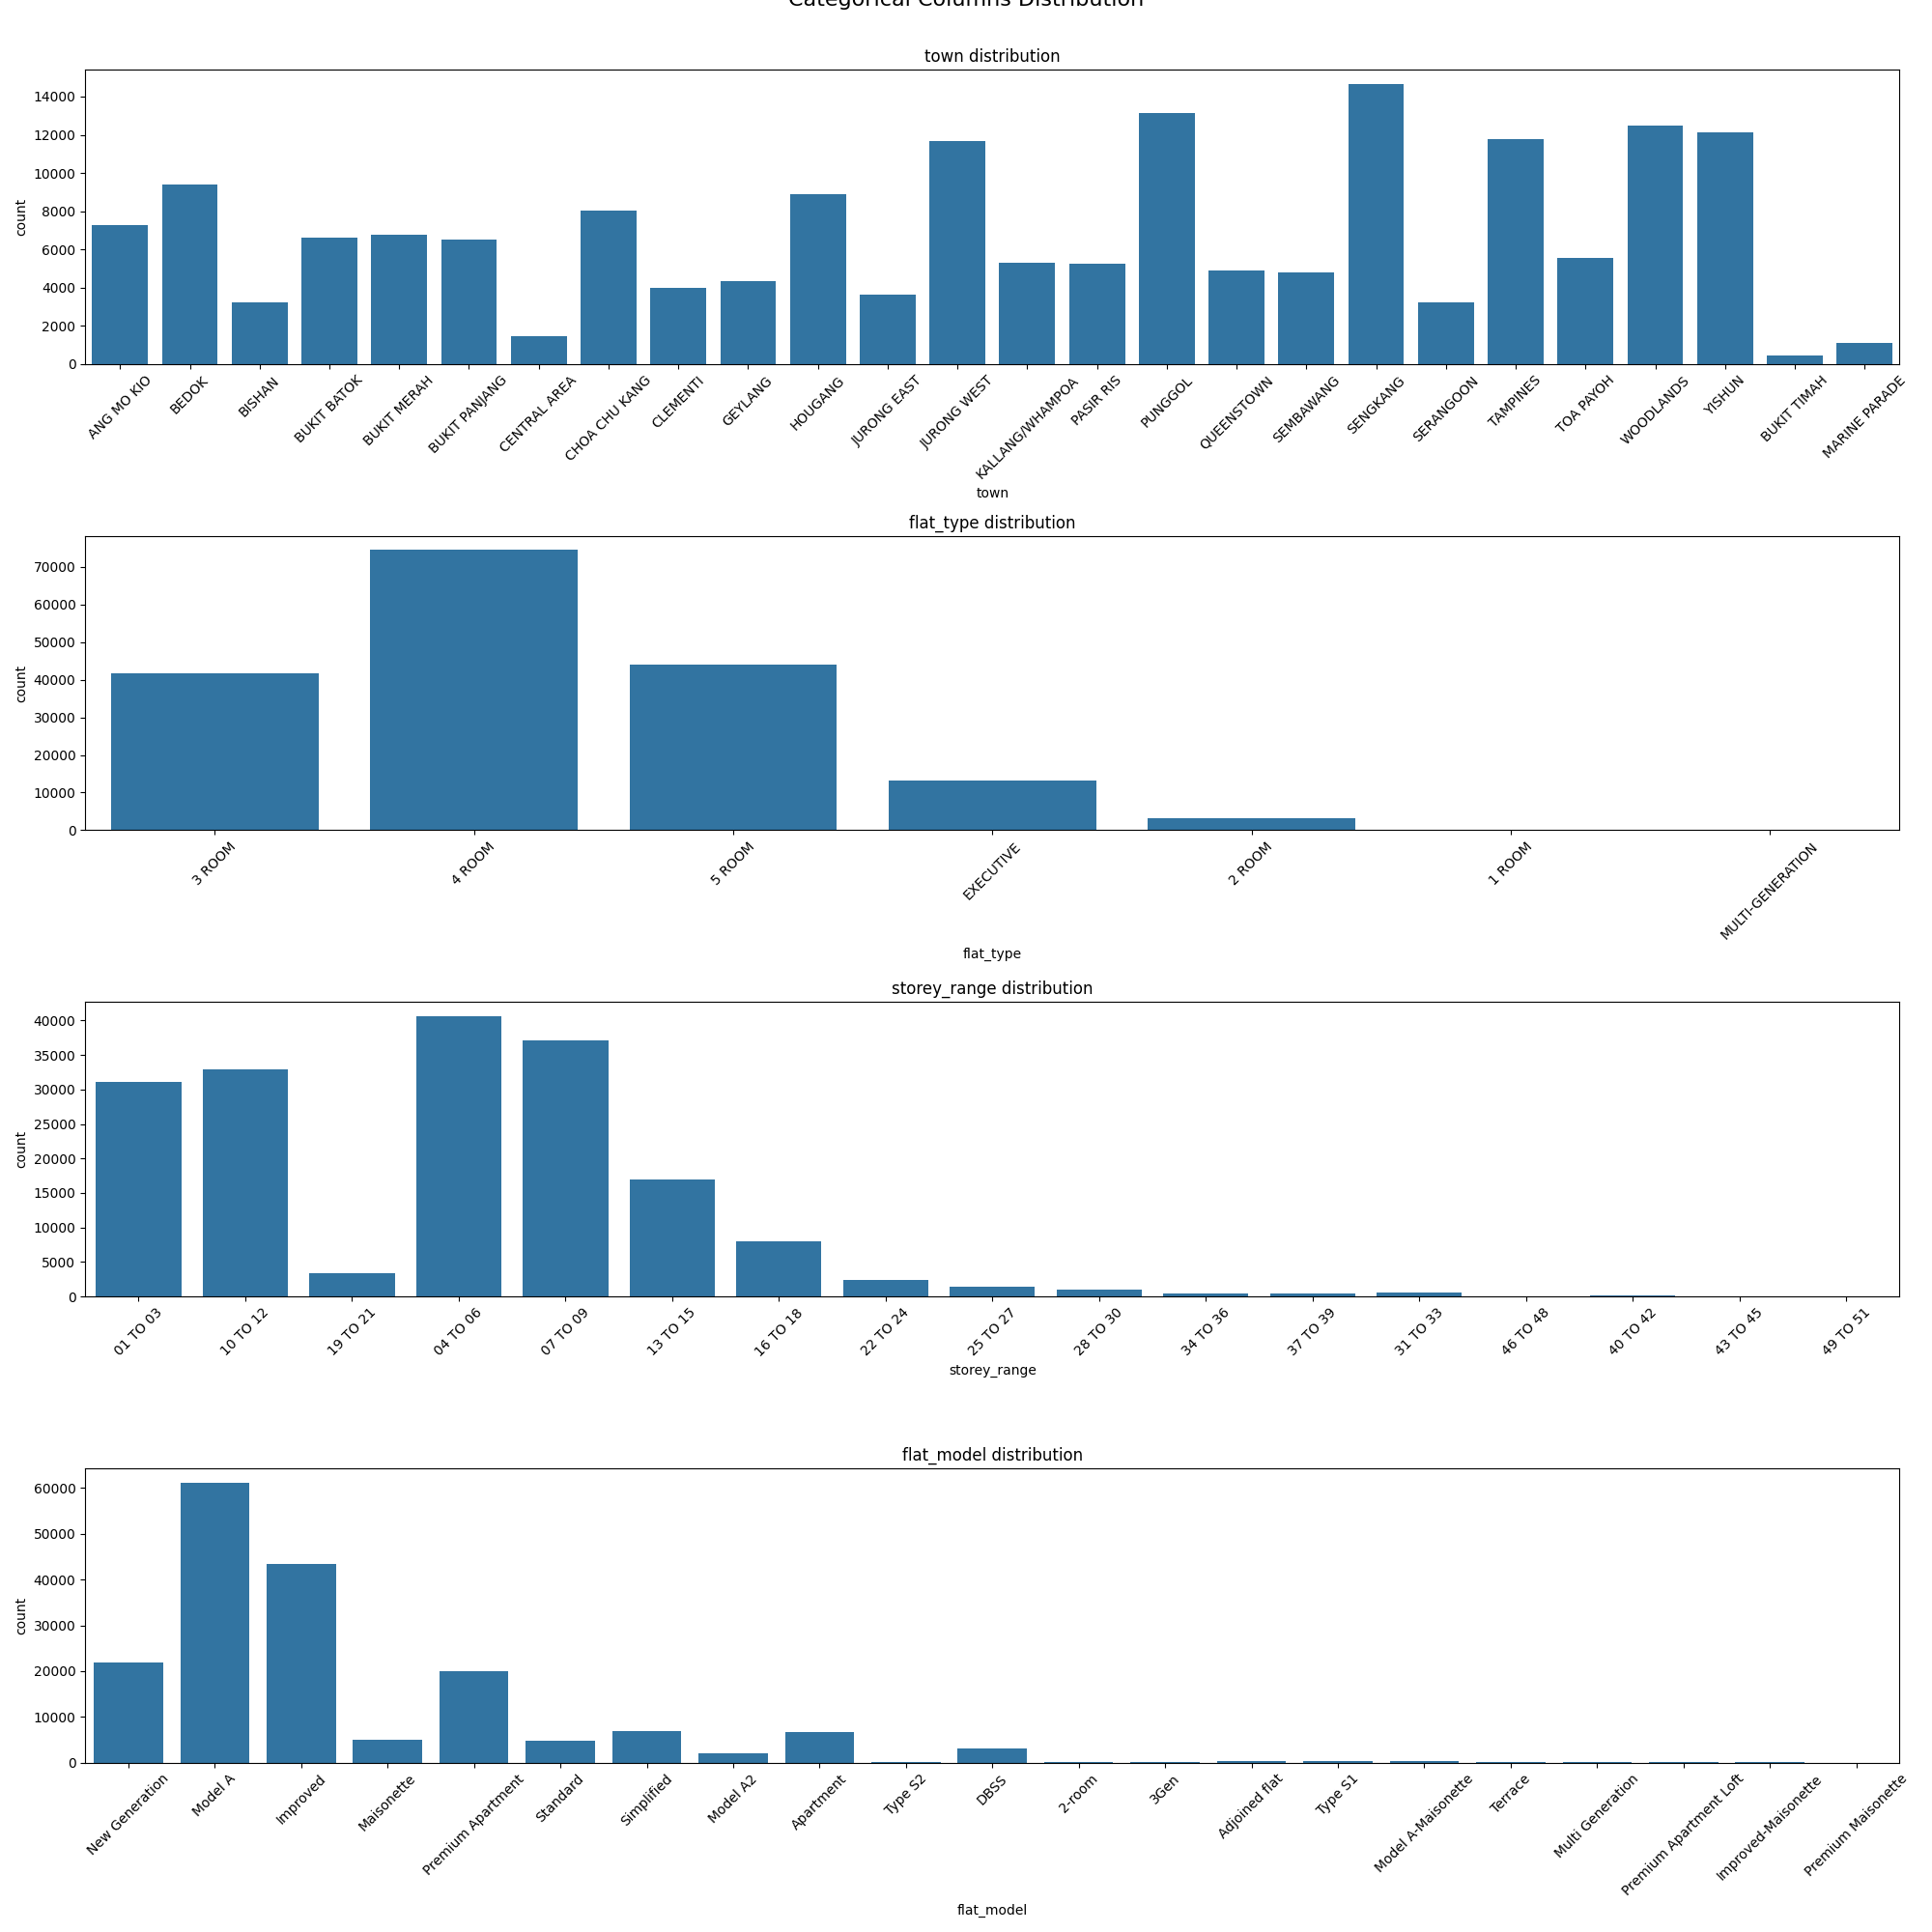 Categorical Columns Distribution
town distribution
count
14000
12000
10000
8000
6000
4000
2000
0
ANG MO KIO
BEDOK
BISHAN
BUKIT BATOK
BUKIT MERAH
BUKIT PANJANG
CENTRAL AREA
CHOA CHU KANG
CLEMENTI
GEYLANG
HOUGANG
JURONG EAST
JURONG WEST
KALLANG/WHAMPOA
PASIR RIS
PUNGGOL
QUEENSTOWN
SEMBAWANG
SENGKANG
SERANGOON
TAMPINES
TOA PAYOH
WOODLANDS
YISHUN
BUKIT TIMAH
MARINE PARADE
town
flat_type distribution
count
70000
60000
50000
40000
30000
20000
10000
0
3 ROOM
4 ROOM
5 ROOM
EXECUTIVE
2 ROOM
1 ROOM
MULTI-GENERATION
flat_type
storey_range distribution
count
40000
35000
30000
25000
20000
15000
10000
5000
0
01 TO 03
10 TO 12
19 TO 21
04 TO 06
07 TO 09
13 TO 15
16 TO 18
22 TO 24
25 TO 27
28 TO 30
34 TO 36
37 TO 39
31 TO 33
46 TO 48
40 TO 42
43 TO 45
49 TO 51
storey_range
flat_model distribution
count
60000
50000
40000
30000
20000
10000
0
New Generation
Model A
Improved
Maisonette
Premium Apartment
Standard
Simplified
Model A2
Apartment
Type S2
DBSS
2-room
3Gen
Adjoined flat
Type S1
Model A-Maisonette
Terrace
Multi Generation
Premium Apartment Loft
Improved-Maisonette
Premium Maisonette
flat_model